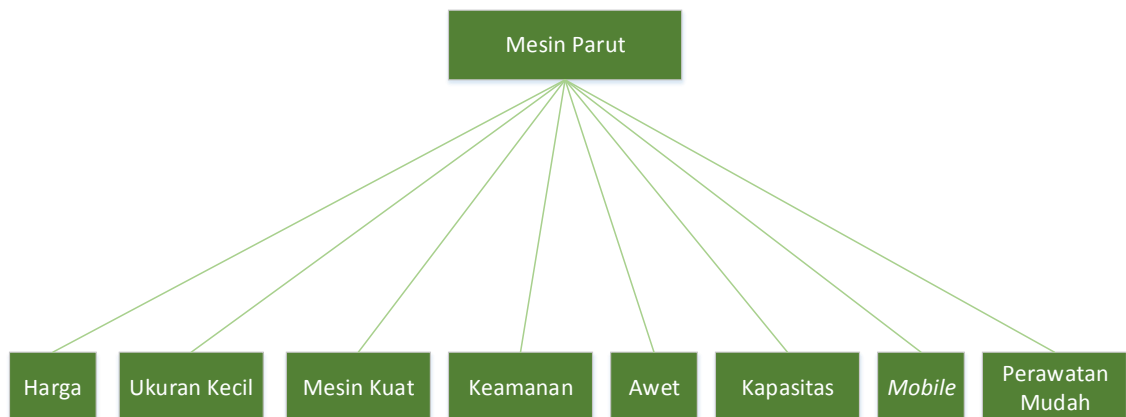 Mesin Parut
Harga
Ukuran Kecil
Mesin Kuat
Keamanan
Awet
Kapasitas
Mobile
Perawatan
Mudah